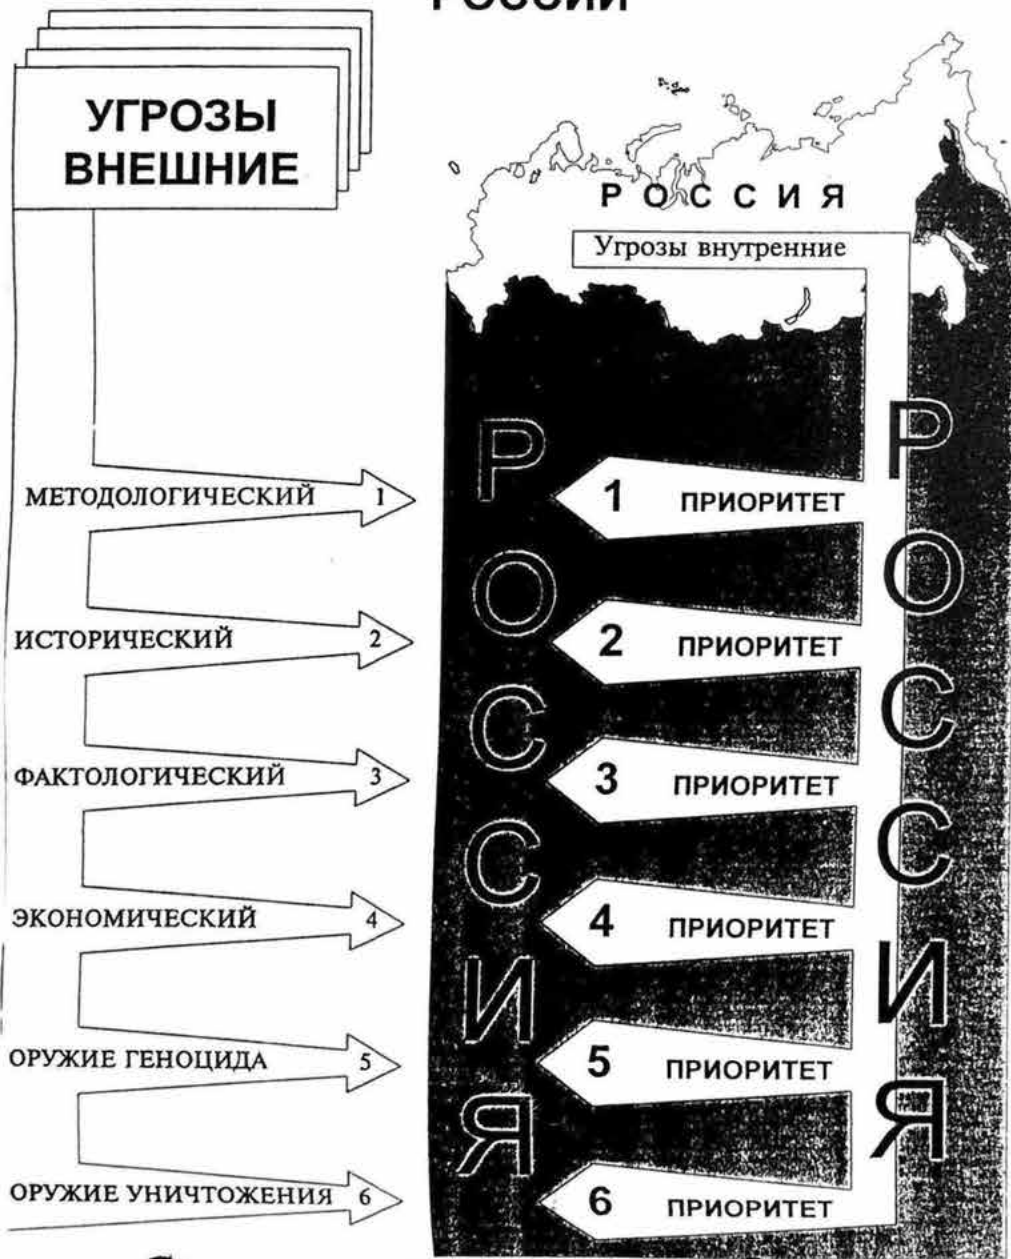 РОССИИ
УГРОЗЫ
ВНЕШНИЕ
РОССИЯ
Угрозы внутренние
МЕТОДОЛОГИЧЕСКИЙ 1
ИСТОРИЧЕСКИЙ 2
ФАКТОЛОГИЧЕСКИЙ 3
ЭКОНОМИЧЕСКИЙ 4
ОРУЖИЕ ГЕНОЦИДА 5
ОРУЖИЕ УНИЧТОЖЕНИЯ 6
РОССИЯ
1 ПРИОРИТЕТ
2 ПРИОРИТЕТ
3 ПРИОРИТЕТ
4 ПРИОРИТЕТ
5 ПРИОРИТЕТ
6 ПРИОРИТЕТ
РОССИЯ